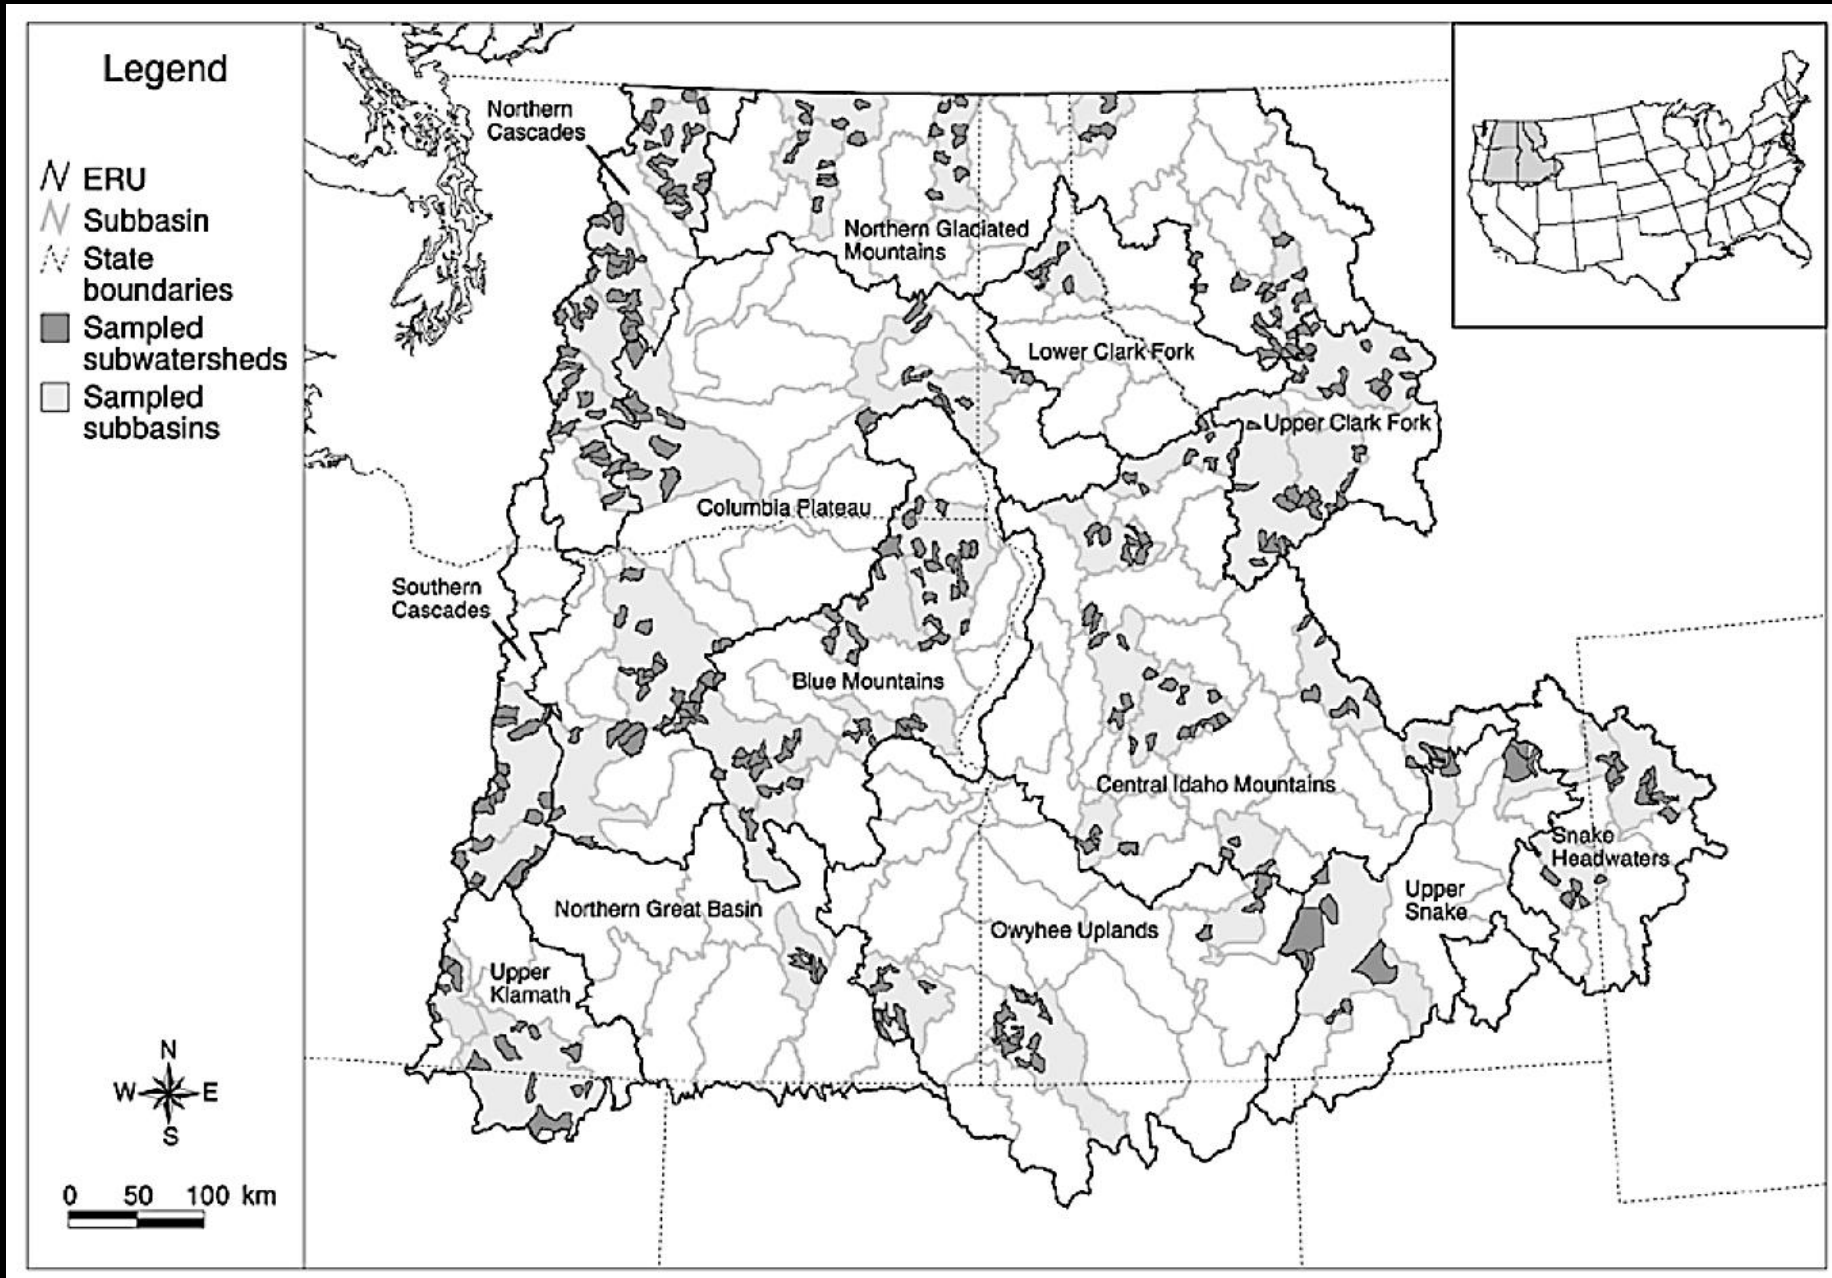 Legend
ERU
Subbasin
State
boundaries
Sampled
subwatersheds
Sampled
subbasins
N
W E
S
0 50 100 km
Northern
Cascades
Northern Glaciated
Mountains
Lower Clark Fork
Upper Clark Fork
Columbia Plateau
Southern
Cascades
Blue Mountains
Central Idaho Mountains
Snake
Headwaters
Upper
Snake
Northern Great Basin
Owyhee Uplands
Upper
Klamath